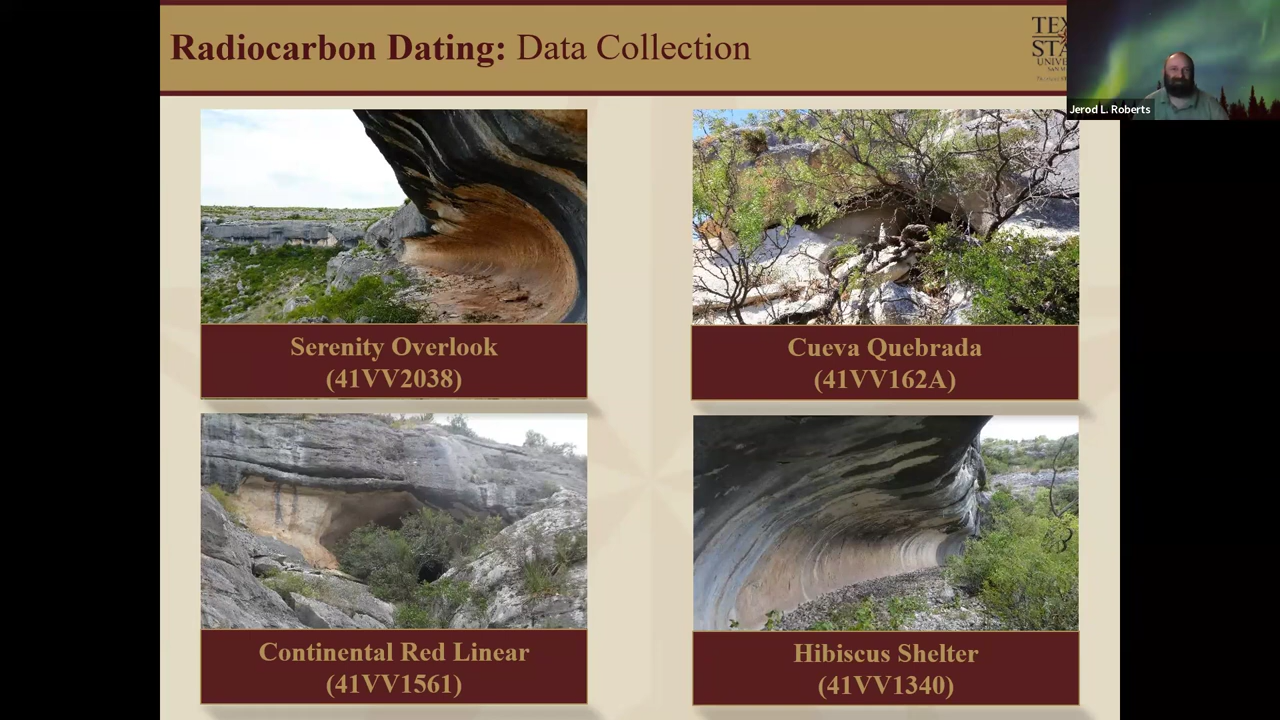 Radiocarbon Dating: Data Collection
Jerod L. Roberts
Serenity Overlook
(41VV2038)
Cueva Quebrada
(41VV162A)
Continental Red Linear
(41VV1561)
Hibiscus Shelter
(41VV1340)